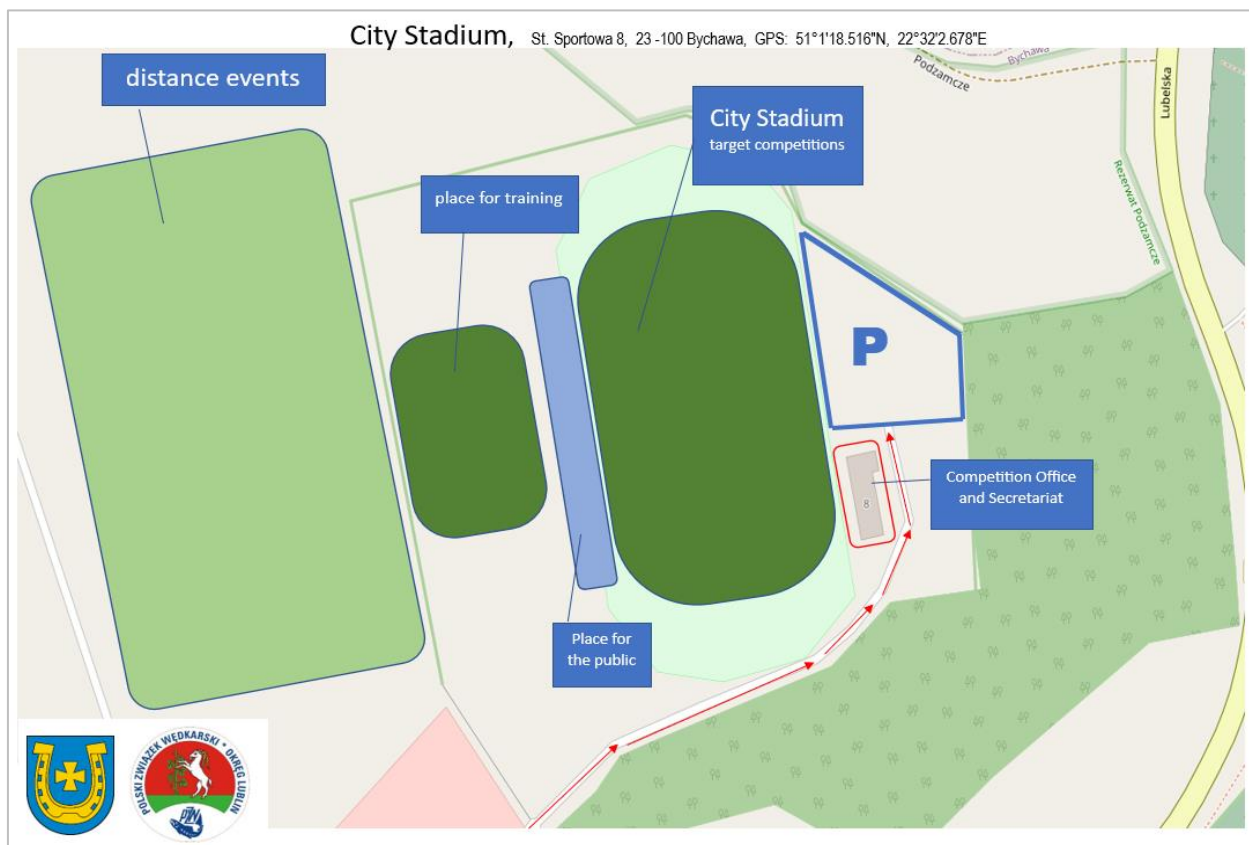 City Stadium, St. Sportowa 8, 23 -100 Bychawa, GPS: 51°1'18.516"N, 22°32'2.678"E
distance events
City Stadium
target competitions
place for training
Bychawa
Podzamcze
Lubelska
Rezerwat Podzamcze
P
Competition Office
and Secretariat
8
Place for
the public
POLSKI ZWIĄZEK WĘDKARSKI • OKRĘG LUBLIN
PZW